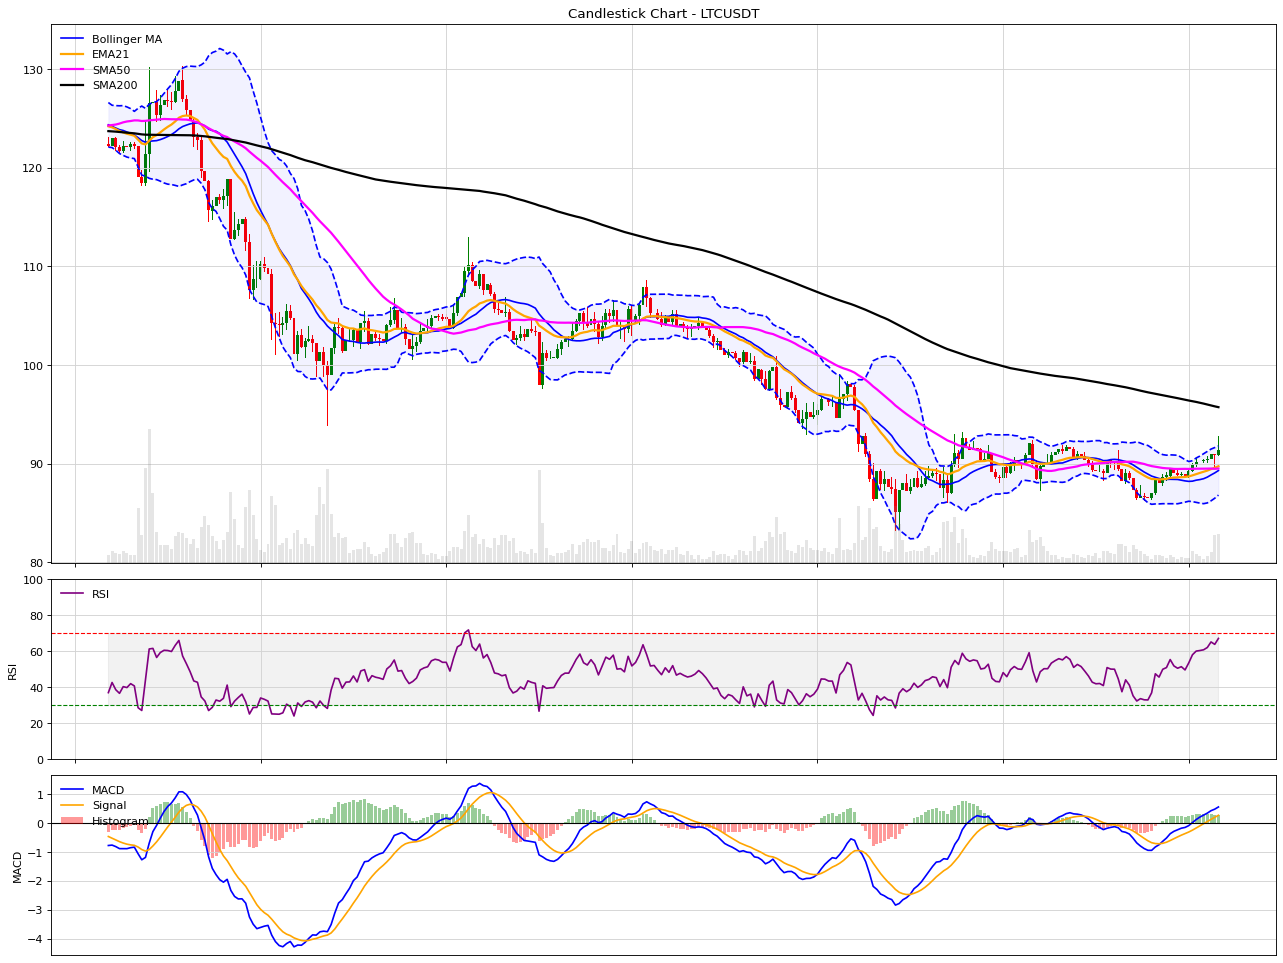 Candlestick Chart - LTCUSDT
Bollinger MA
EMA21
SMA50
SMA200
130
120
110
100
90
80
RSI
100
80
60
40
20
0
RSI
MACD
Signal
Histogram
1
0
−1
−2
−3
−4
MACD